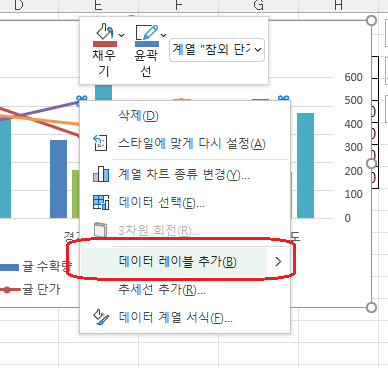 D E F G H
채우기
윤곽선
계열 "참외 단가
삭제(D)
스타일에 맞게 다시 설정(A)
계열 차트 종류 변경(Y)...
데이터 선택(E)...
3차원 회전(R)...
데이터 레이블 추가(B)
추세선 추가(R)...
데이터 계열 서식(F)...
600
500
400
300
200
100
0
경
도
귤 수확량
귤 단가